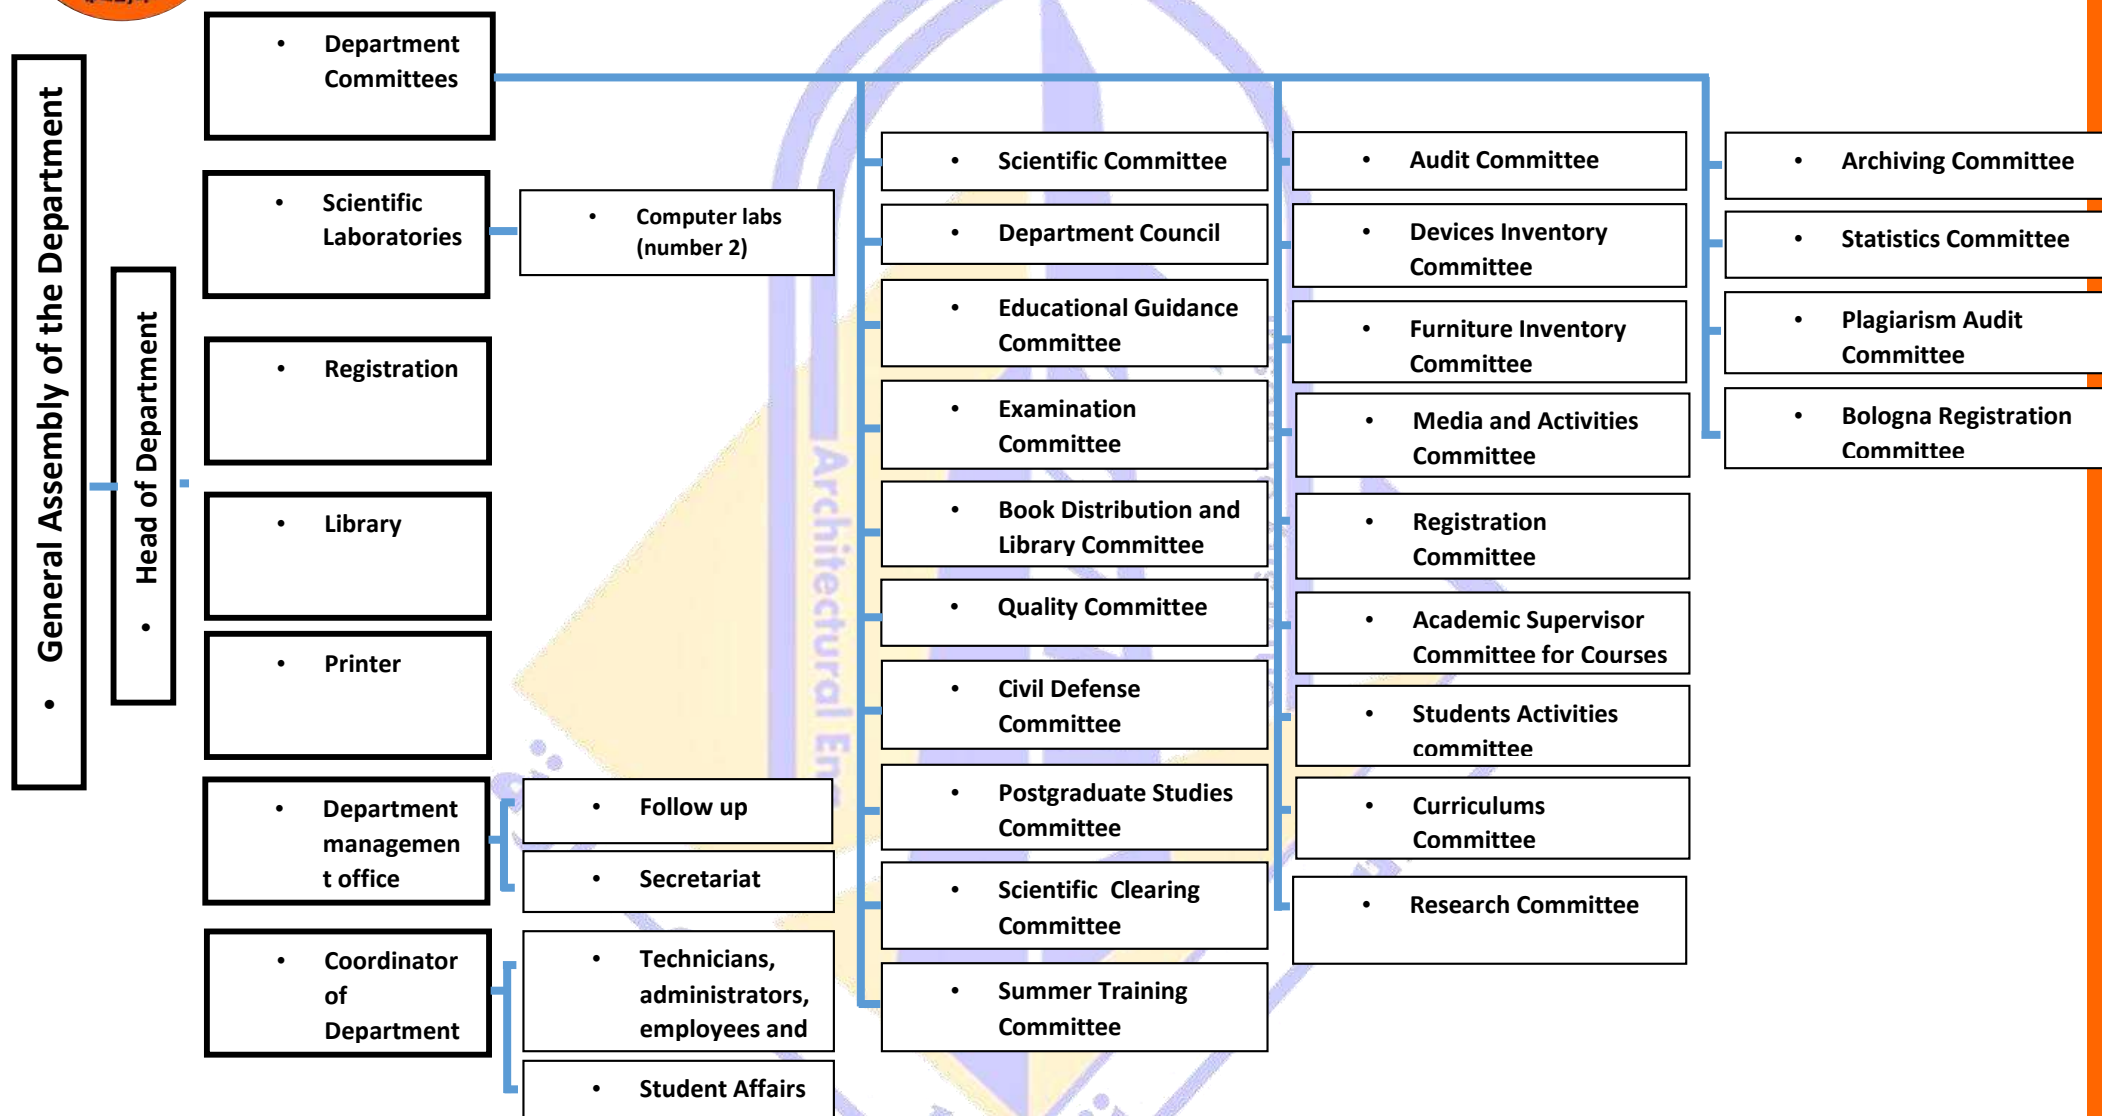 • General Assembly of the Department
• Head of Department
• Department
Committees
• Scientific
Laboratories
• Computer labs
(number 2)
• Registration
• Library
• Printer
• Department
managemen
t office
• Follow up
• Secretariat
• Coordinator
of
Department
• Technicians,
administrators,
employees and
• Student Affairs
• Scientific Committee
• Department Council
• Educational Guidance
Committee
• Examination
Committee
• Book Distribution and
Library Committee
• Quality Committee
• Civil Defense
Committee
• Postgraduate Studies
Committee
• Scientific Clearing
Committee
• Summer Training
Committee
• Audit Committee
• Devices Inventory
Committee
• Furniture Inventory
Committee
• Media and Activities
Committee
• Registration
Committee
• Academic Supervisor
Committee for Courses
• Students Activities
committee
• Curriculums
Committee
• Research Committee
• Archiving Committee
• Statistics Committee
• Plagiarism Audit
Committee
• Bologna Registration
Committee
Architectural